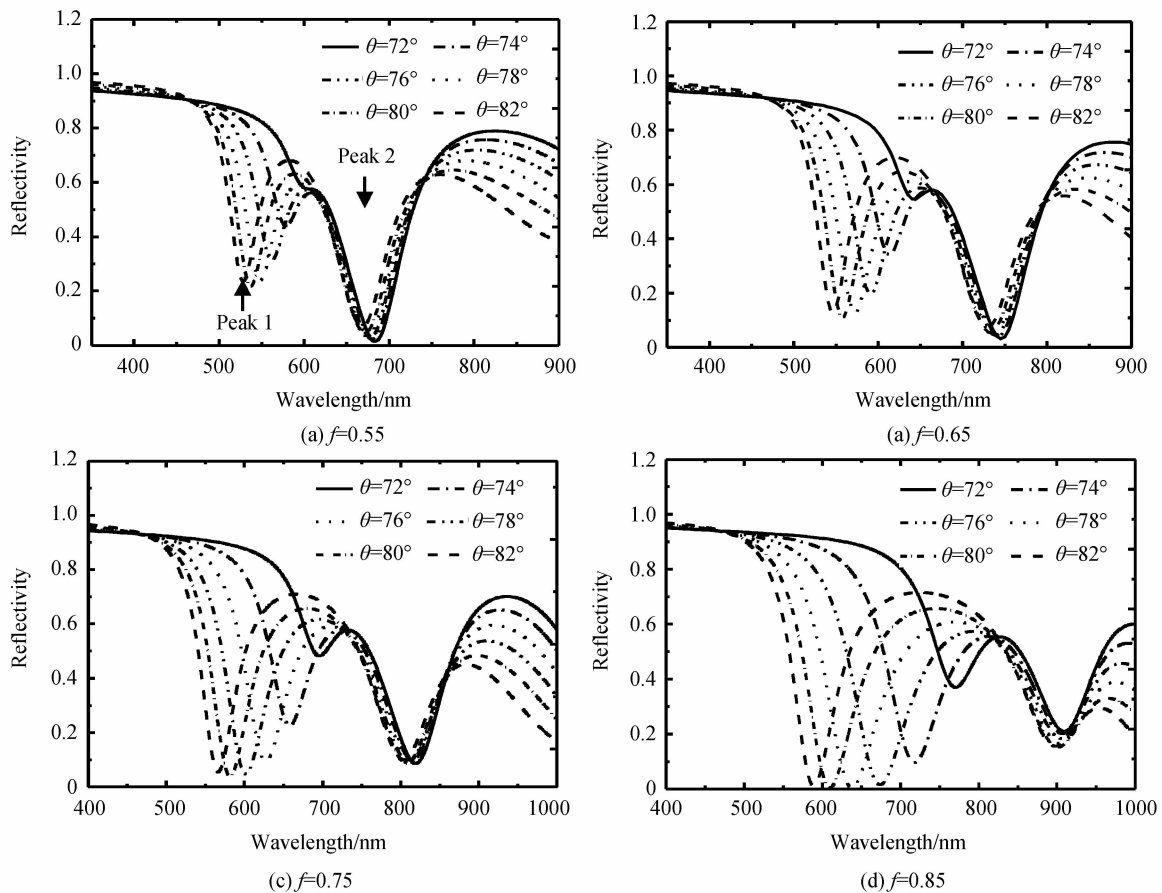 1.2
1.0
0.8
0.6
0.4
0.2
0
Reflectivity
θ=72° θ=74°
θ=76° θ=78°
θ=80° θ=82°
Peak 2
Peak 1
400 500 600 700 800 900
Wavelength/nm
(a) f=0.55
1.2
1.0
0.8
0.6
0.4
0.2
0
Reflectivity
θ=72° θ=74°
θ=76° θ=78°
θ=80° θ=82°
400 500 600 700 800 900
Wavelength/nm
(a) f=0.65
1.2
1.0
0.8
0.6
0.4
0.2
0
Reflectivity
θ=72° θ=74°
θ=76° θ=78°
θ=80° θ=82°
400 500 600 700 800 900 1000
Wavelength/nm
(c) f=0.75
1.2
1.0
0.8
0.6
0.4
0.2
0
Reflectivity
θ=72° θ=74°
θ=76° θ=78°
θ=80° θ=82°
400 500 600 700 800 900 1000
Wavelength/nm
(d) f=0.85